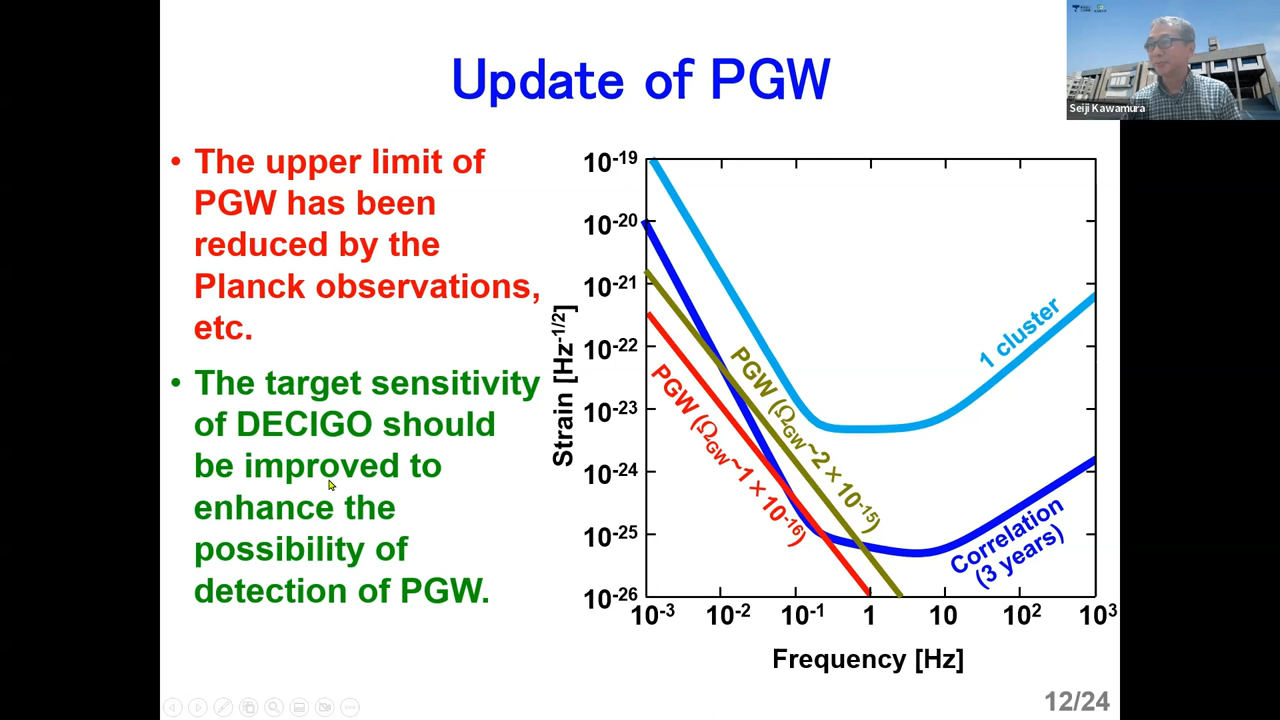 Update of PGW
Seiji Kawamura
• The upper limit of
PGW has been
reduced by the
Planck observations,
etc.
• The target sensitivity
of DECIGO should
be improved to
enhance the
possibility of
detection of PGW.
Strain [Hz-1/2]
10-19
10-20
10-21
10-22
10-23
10-24
10-25
10-26
1 cluster
PGW (ΩGW~2 × 10-15)
PGW (ΩGW~1 × 10-16)
Correlation
(3 years)
10-3 10-2 10-1 1 10 102 103
Frequency [Hz]
12/24